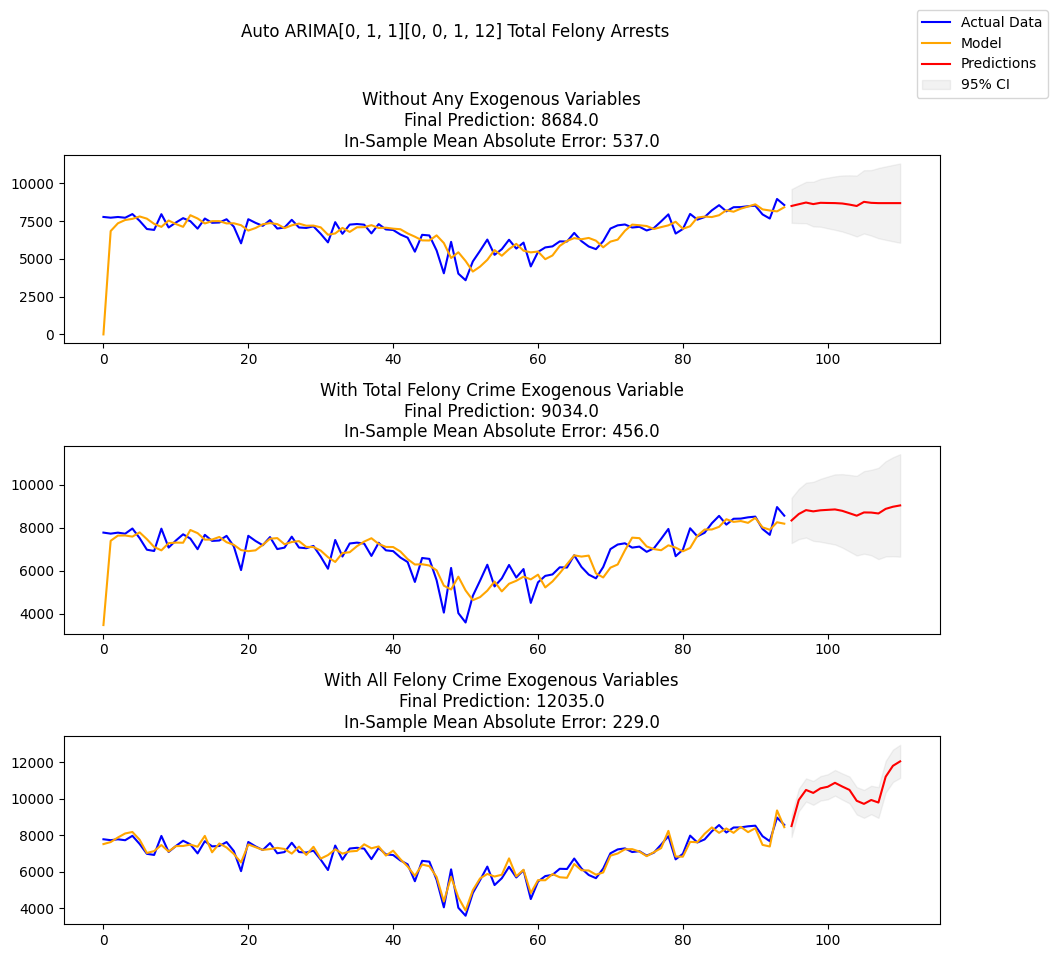 Auto ARIMA[0, 1, 1][0, 0, 1, 12] Total Felony Arrests
Actual Data
Model
Predictions
95% CI
Without Any Exogenous Variables
Final Prediction: 8684.0
In-Sample Mean Absolute Error: 537.0
10000
7500
5000
2500
0
0 20 40 60 80 100
With Total Felony Crime Exogenous Variable
Final Prediction: 9034.0
In-Sample Mean Absolute Error: 456.0
10000
8000
6000
4000
0 20 40 60 80 100
With All Felony Crime Exogenous Variables
Final Prediction: 12035.0
In-Sample Mean Absolute Error: 229.0
12000
10000
8000
6000
4000
0 20 40 60 80 100